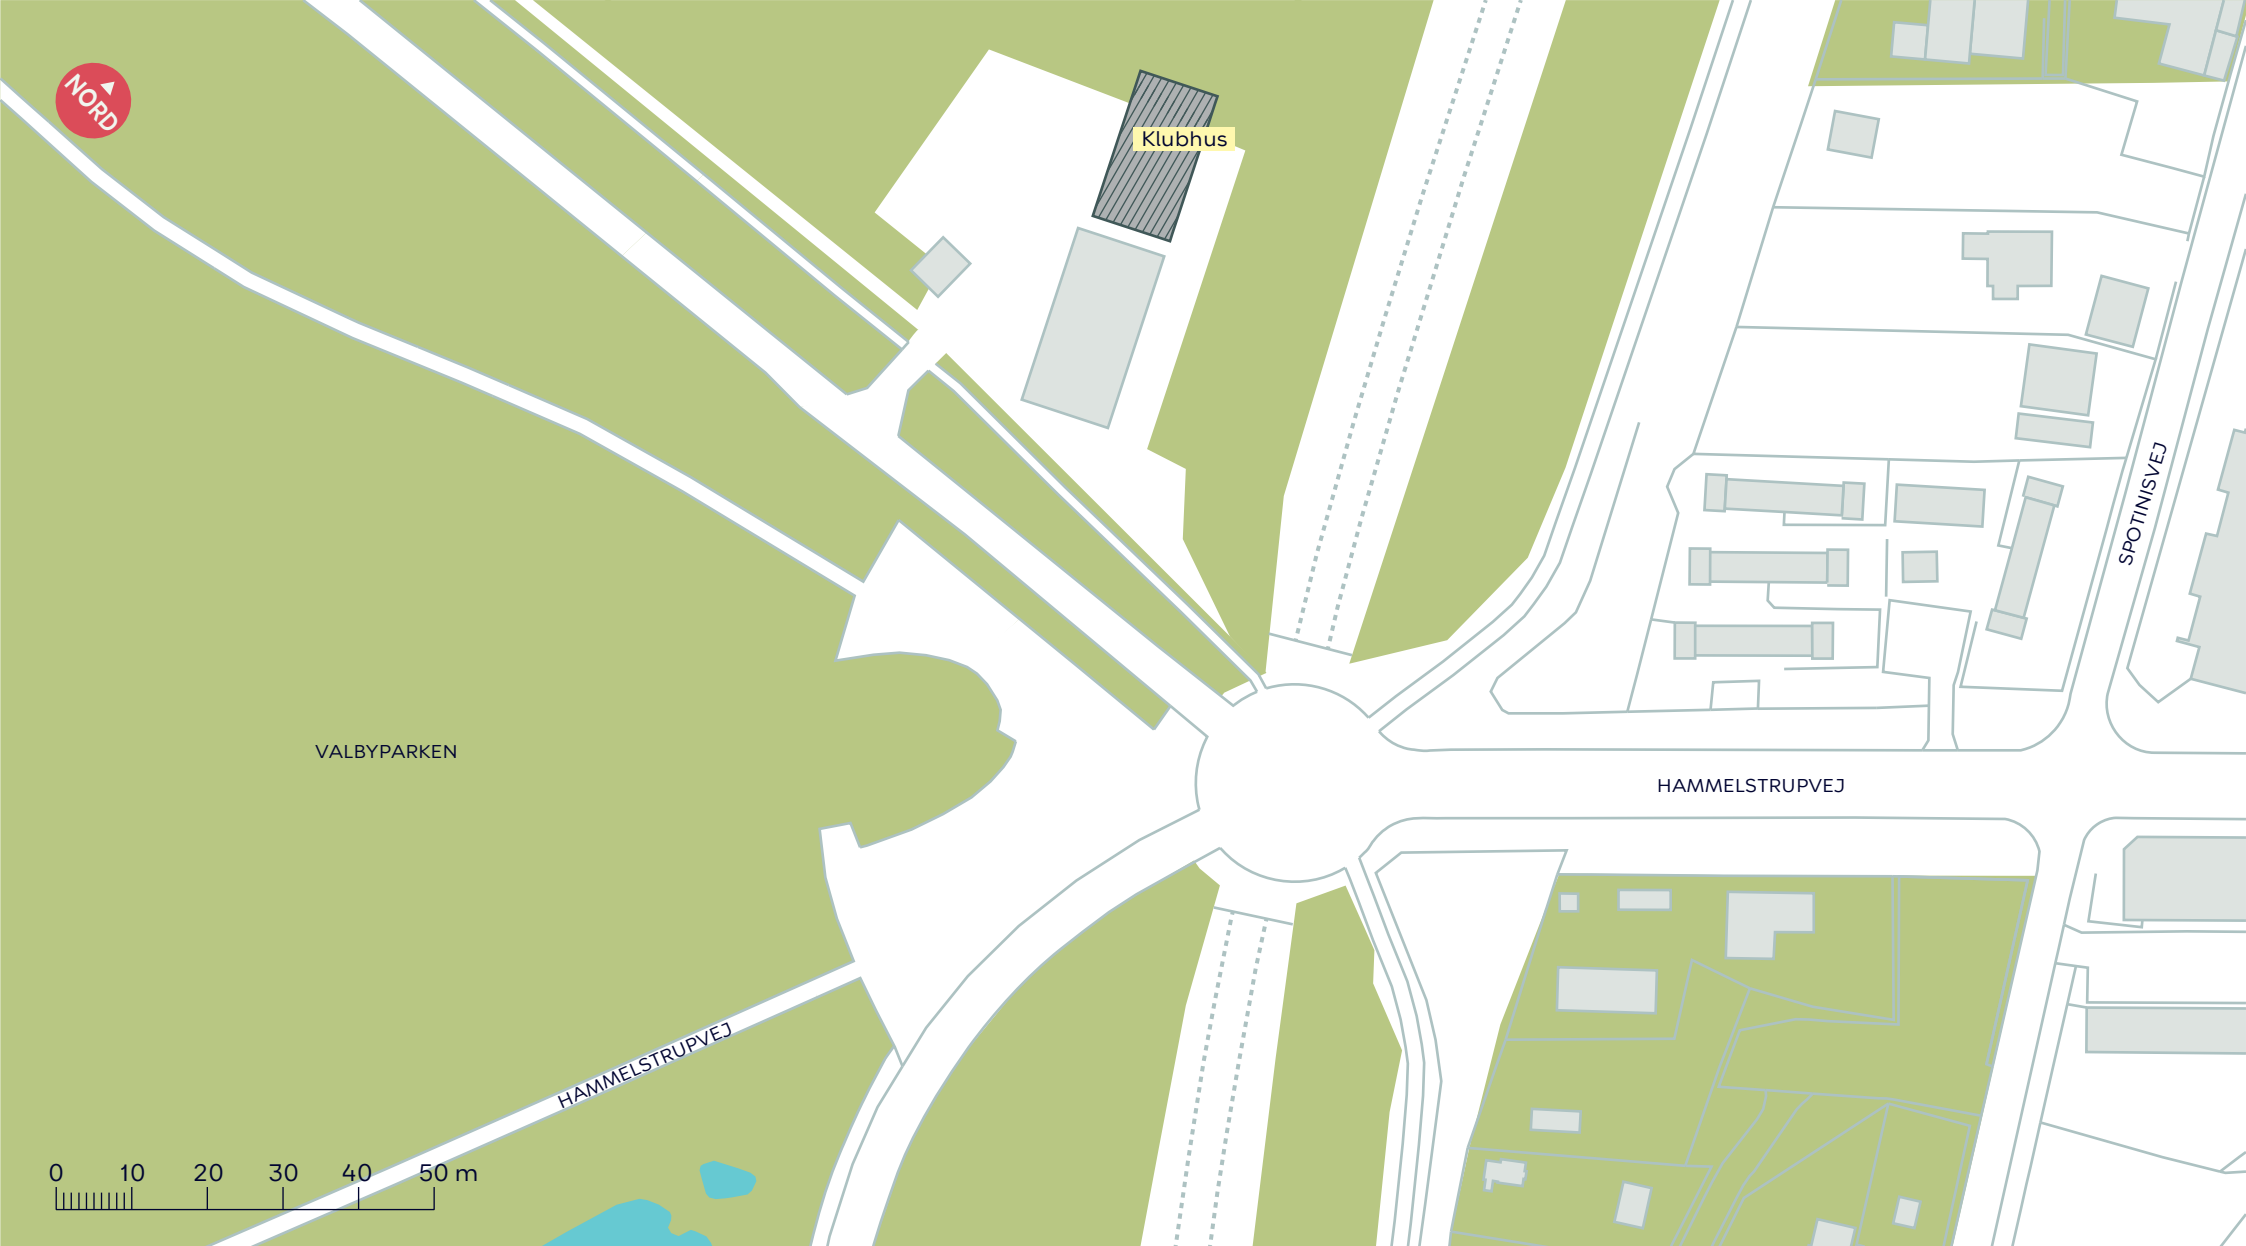 NORD
Klubhus
SPOTINISVEJ
VALBYPARKEN
HAMMELSTRUPVEJ
HAMMELSTRUPVEJ
0 10 20 30 40 50 m